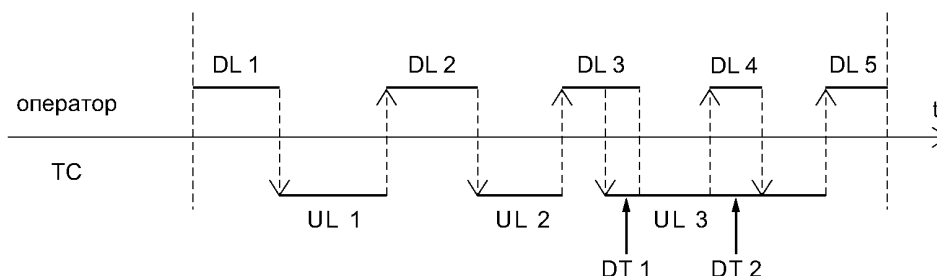 DL 1 DL 2 DL 3 DL 4 DL 5
оператор
t
ТС
UL 1 UL 2 UL 3
DT 1 DT 2